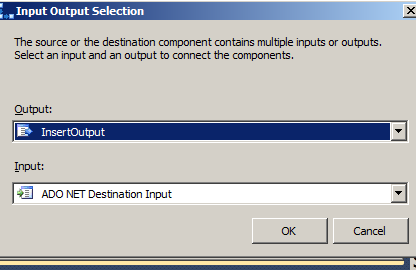 Input Output Selection
The source or the destination component contains multiple inputs or outputs.
Select an input and an output to connect the components.
Output:
InsertOutput
Input:
ADO NET Destination Input
OK Cancel